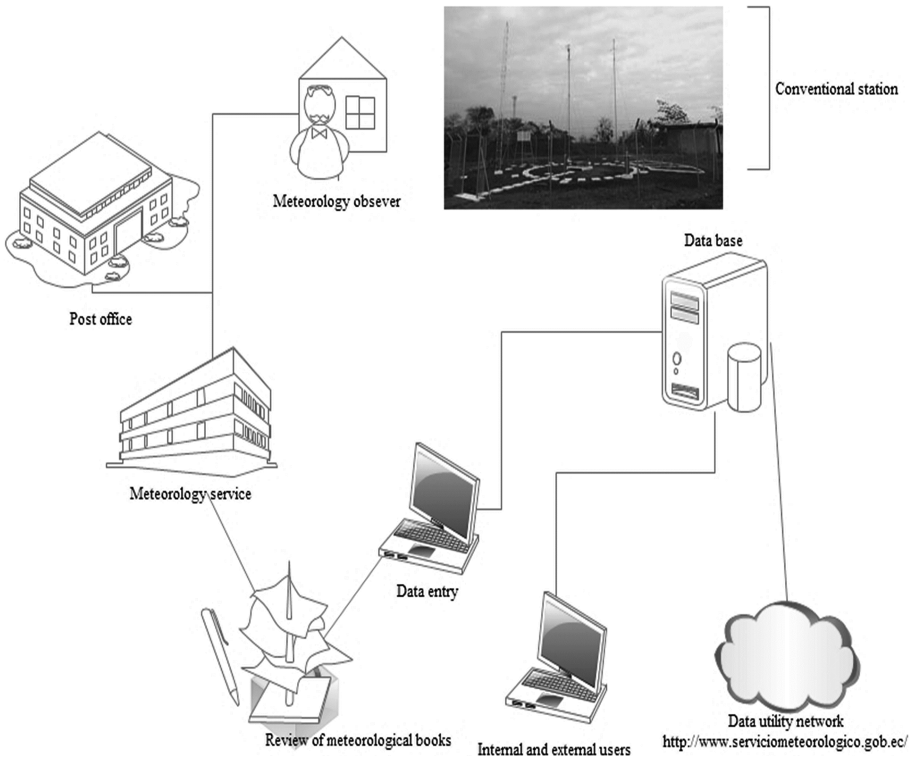 Conventional station
Meteorology obsever
Data base
Post office
Meteorology service
Data entry
Review of meteorological books
Internal and external users
Data utility network
http://www.serviciometeorologico.gob.ec/